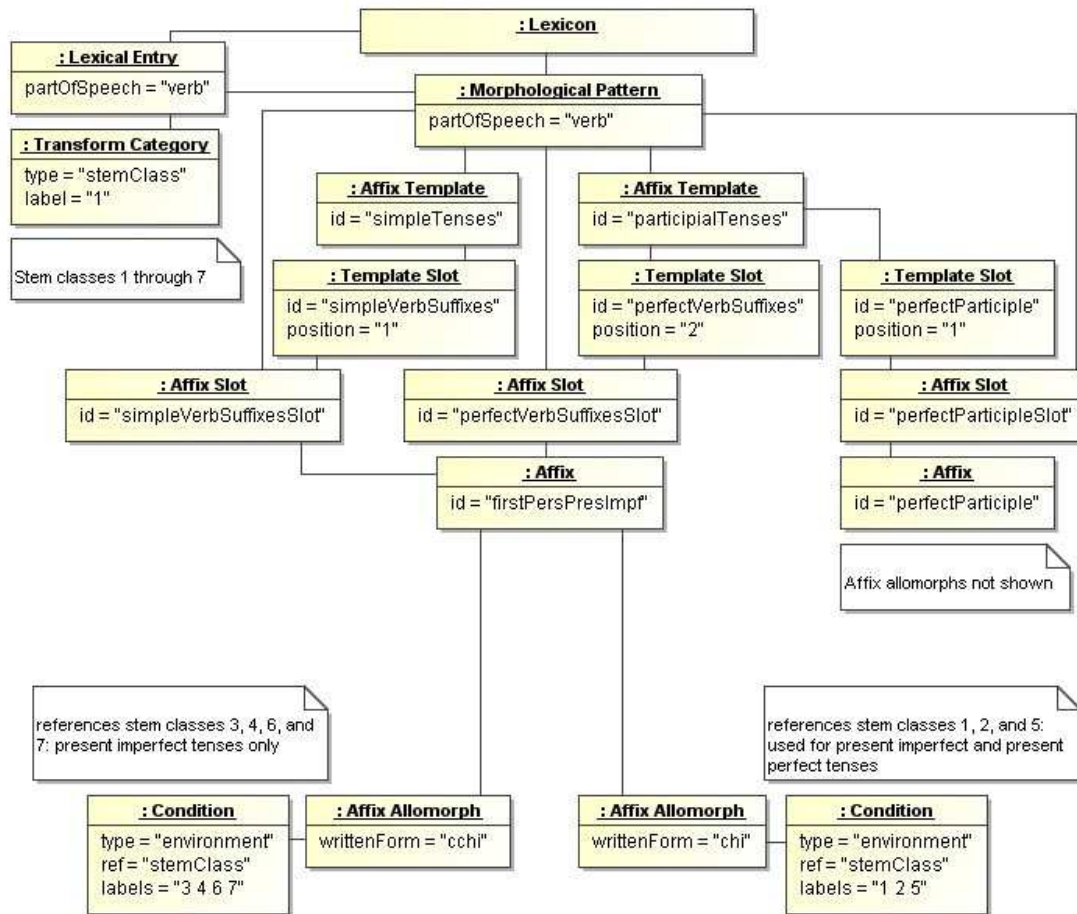 : Lexicon
: Lexical Entry
partOfSpeech = "verb"
: Morphological Pattern
partOfSpeech = "verb"
: Transform Category
type = "stemClass"
label = "1"
Stem classes 1 through 7
: Affix Template
id = "simpleTenses"
: Affix Template
id = "participialTenses"
: Template Slot
id = "simpleVerbSuffixes"
position = "1"
: Template Slot
id = "perfectVerbSuffixes"
position = "2"
: Template Slot
id = "perfectParticiple"
position = "1"
: Affix Slot
id = "simpleVerbSuffixesSlot"
: Affix Slot
id = "perfectVerbSuffixesSlot"
: Affix Slot
id = "perfectParticipleSlot"
: Affix
id = "firstPersPresImpf"
: Affix
id = "perfectParticiple"
Affix allomorphs not shown
references stem classes 3, 4, 6, and
7: present imperfect tenses only
references stem classes 1, 2, and 5:
used for present imperfect and present
perfect tenses
: Condition
type = "environment"
ref = "stemClass"
labels = "3 4 6 7"
: Affix Allomorph
writtenForm = "cchi"
: Affix Allomorph
writtenForm = "chi"
: Condition
type = "environment"
ref = "stemClass"
labels = "1 2 5"